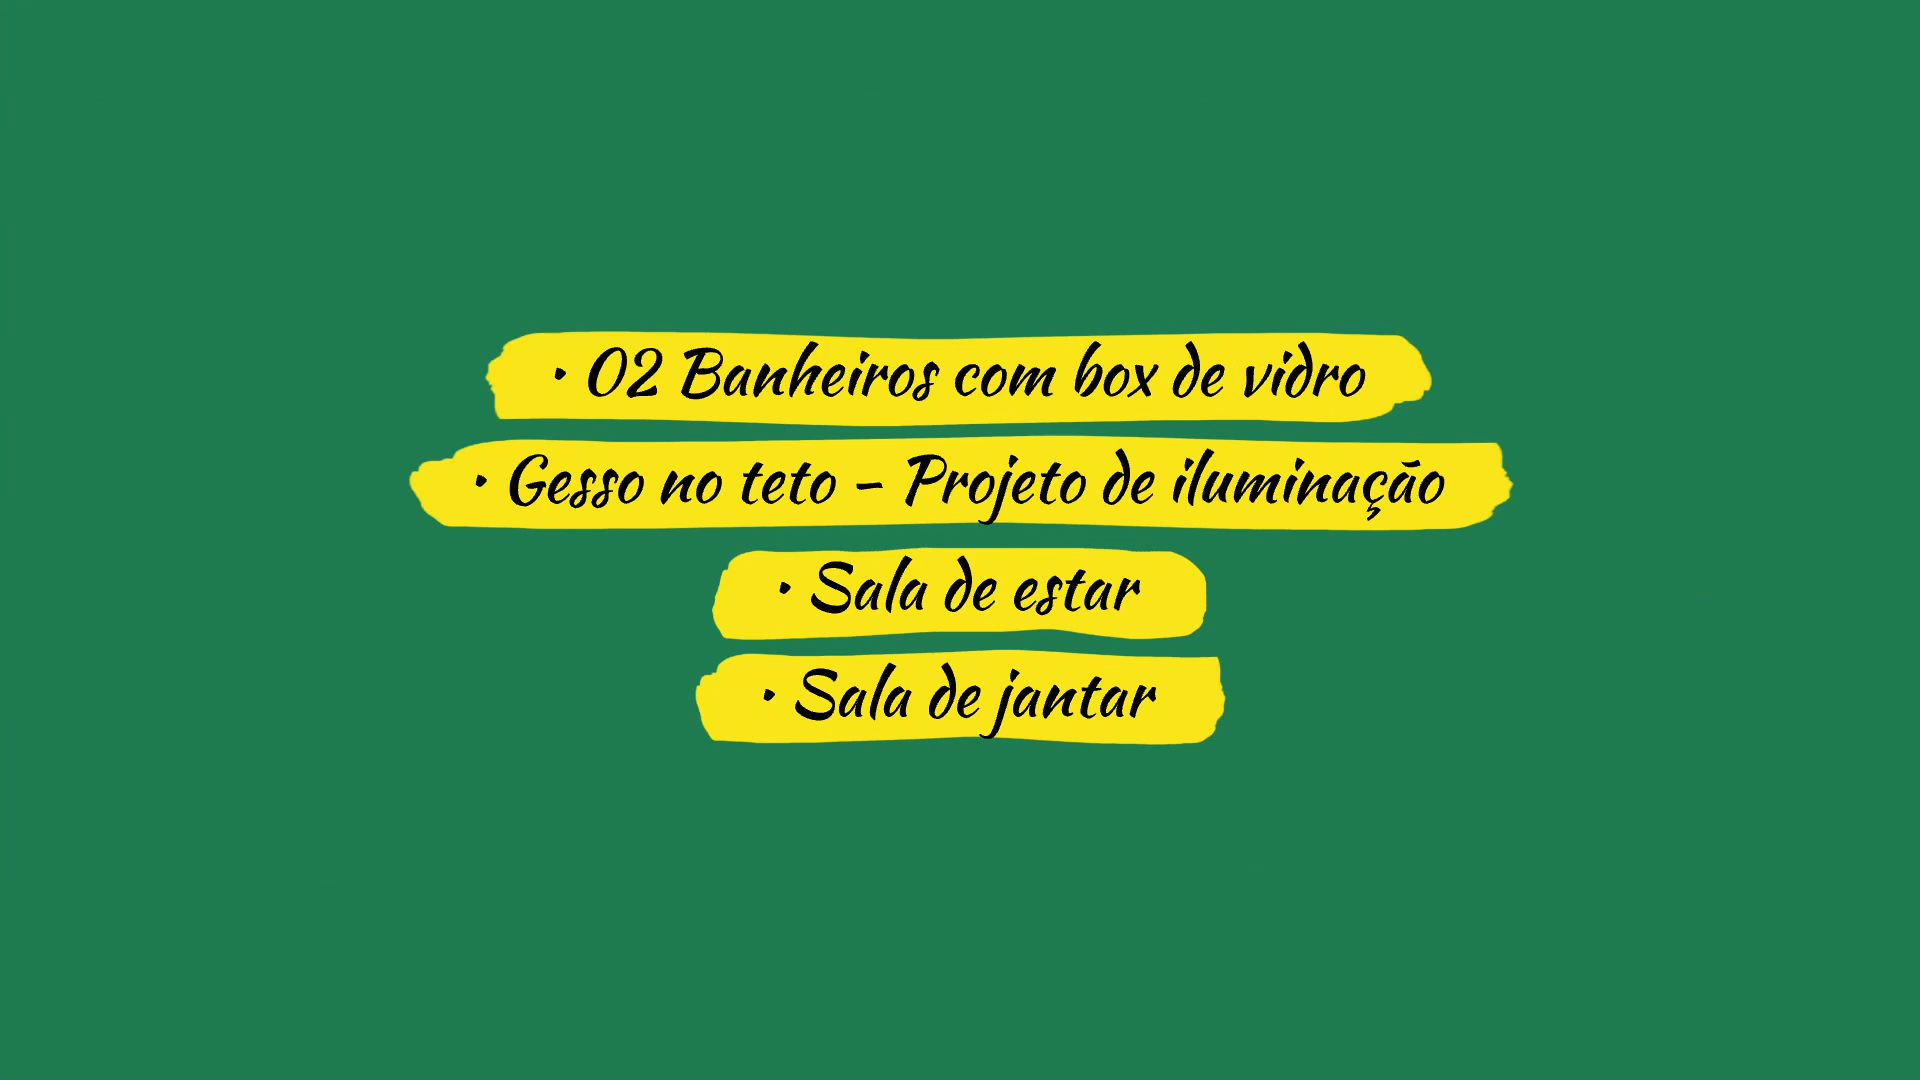 • 02 Banheiros com box de vidro
• Gesso no teto - Projeto de iluminação
• Sala de estar
• Sala de jantar